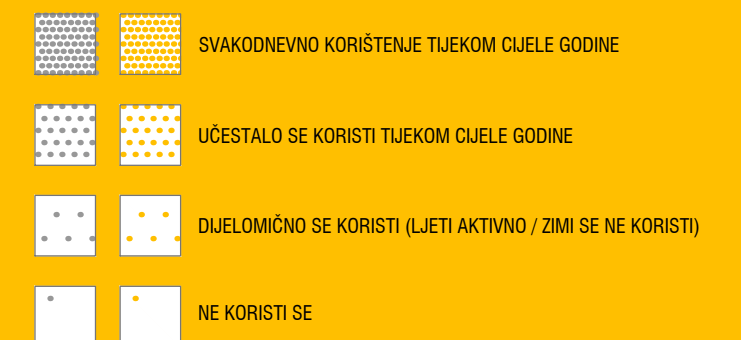 SVAKODNEVNO KORIŠTENJE TIJEKOM CIJELE GODINE
UČESTALO SE KORISTI TIJEKOM CIJELE GODINE
DIJELOMIČNO SE KORISTI (LJETI AKTIVNO / ZIMI SE NE KORISTI)
NE KORISTI SE